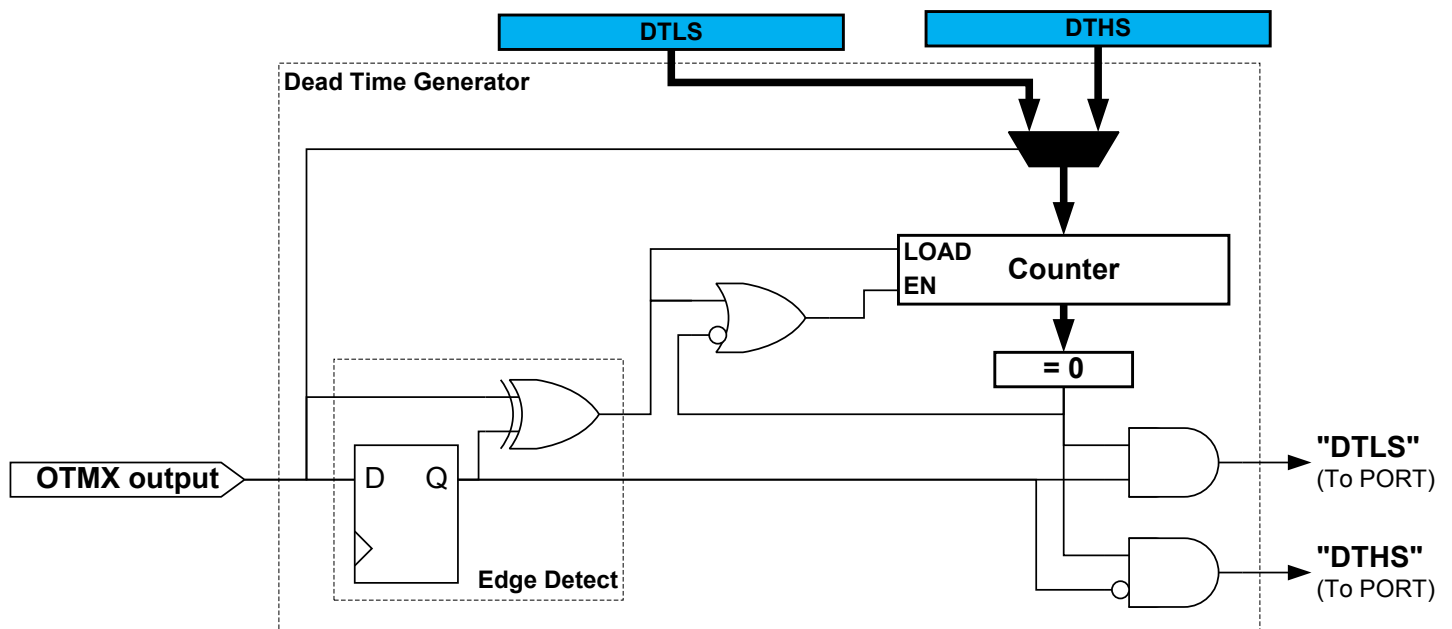 DTLS
DTHS
Dead Time Generator
LOAD
Counter
EN
= 0
"DTLS"
(To PORT)
OTMX output
D
Q
"DTHS"
(To PORT)
Edge Detect